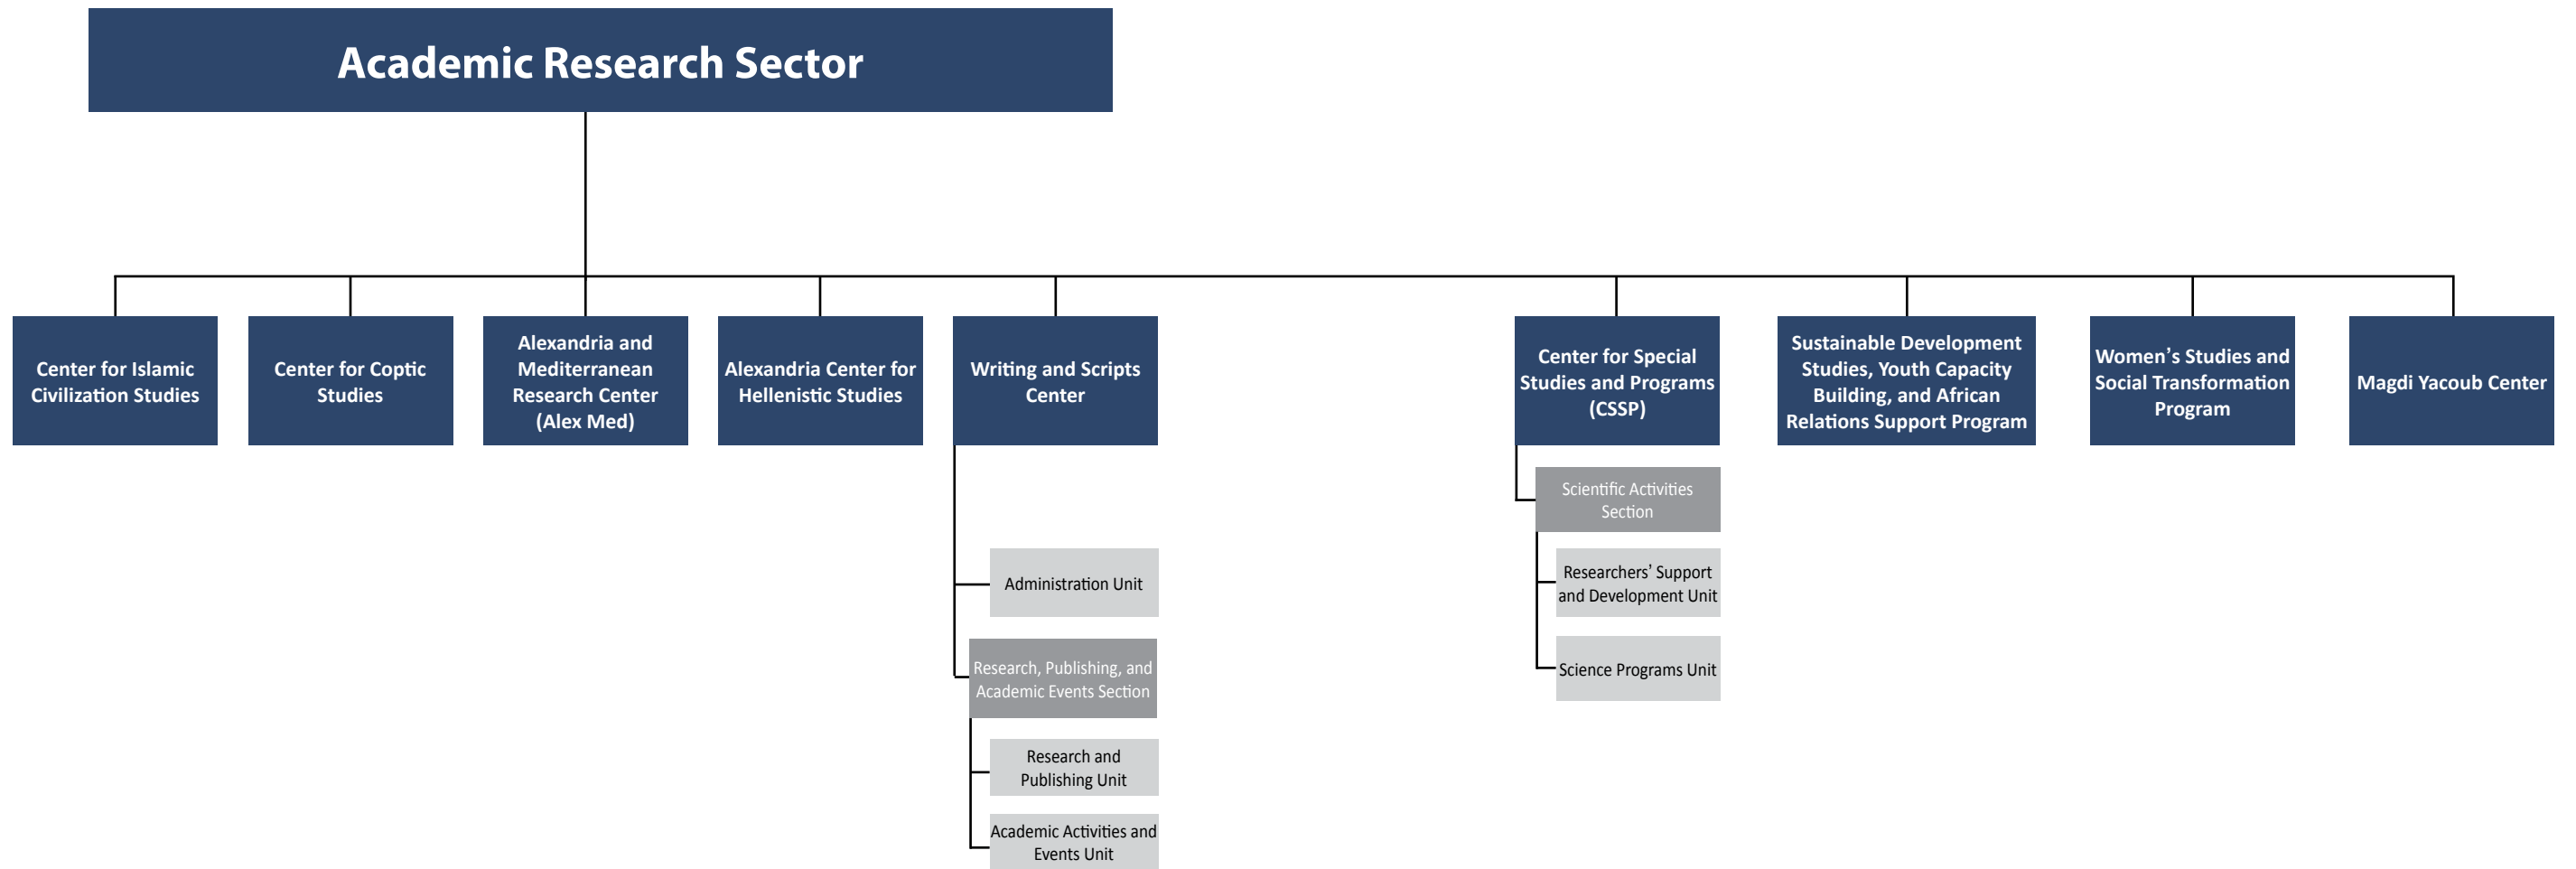 Academic Research Sector
Center for Islamic
Civilization Studies
Center for Coptic
Studies
Alexandria and
Mediterranean
Research Center
(Alex Med)
Alexandria Center for
Hellenistic Studies
Writing and Scripts
Center
Administration Unit
Research, Publishing, and
Academic Events Section
Research and
Publishing Unit
Academic Activities and
Events Unit
Center for Special
Studies and Programs
(CSSP)
Scientific Activities
Section
Researchers’ Support
and Development Unit
Science Programs Unit
Sustainable Development
Studies, Youth Capacity
Building, and African
Relations Support Program
Women’s Studies and
Social Transformation
Program
Magdi Yacoub Center